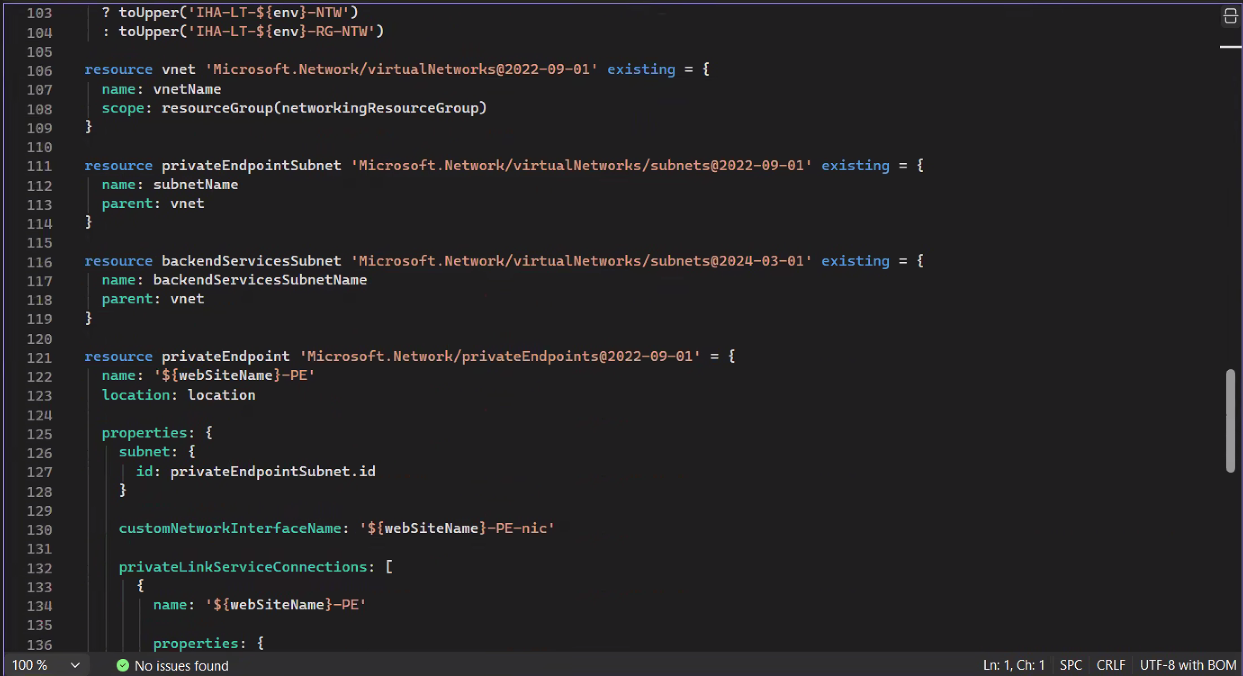 103 ? toUpper('IHA-LT-${env}-NTW')
104 : toUpper('IHA-LT-${env}-RG-NTW')
105
106 resource vnet 'Microsoft.Network/virtualNetworks@2022-09-01' existing = {
107 name: vnetName
108 scope: resourceGroup(networkingResourceGroup)
109 }
110
111 resource privateEndpointSubnet 'Microsoft.Network/virtualNetworks/subnets@2022-09-01' existing = {
112 name: subnetName
113 parent: vnet
114 }
115
116 resource backendServicesSubnet 'Microsoft.Network/virtualNetworks/subnets@2024-03-01' existing = {
117 name: backendServicesSubnetName
118 parent: vnet
119 }
120
121 resource privateEndpoint 'Microsoft.Network/privateEndpoints@2022-09-01' = {
122 name: '${webSiteName}-PE'
123 location: location
124
125 properties: {
126 subnet: {
127 id: privateEndpointSubnet.id
128 }
129
130 customNetworkInterfaceName: '${webSiteName}-PE-nic'
131
132 privateLinkServiceConnections: [
133 {
134 name: '${webSiteName}-PE'
135
136 properties: {
100 % No issues found Ln: 1, Ch: 1 SPC CRLF UTF-8 with BOM